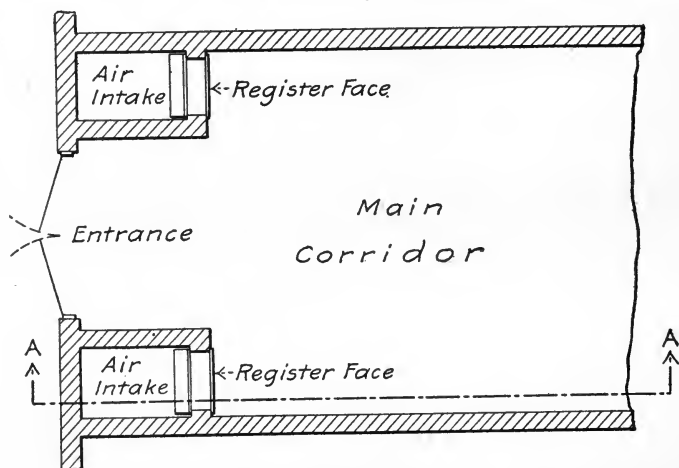 Air
Intake
Register Face
Main
Corridor
Entrance
A
A
Air
Intake
Register Face